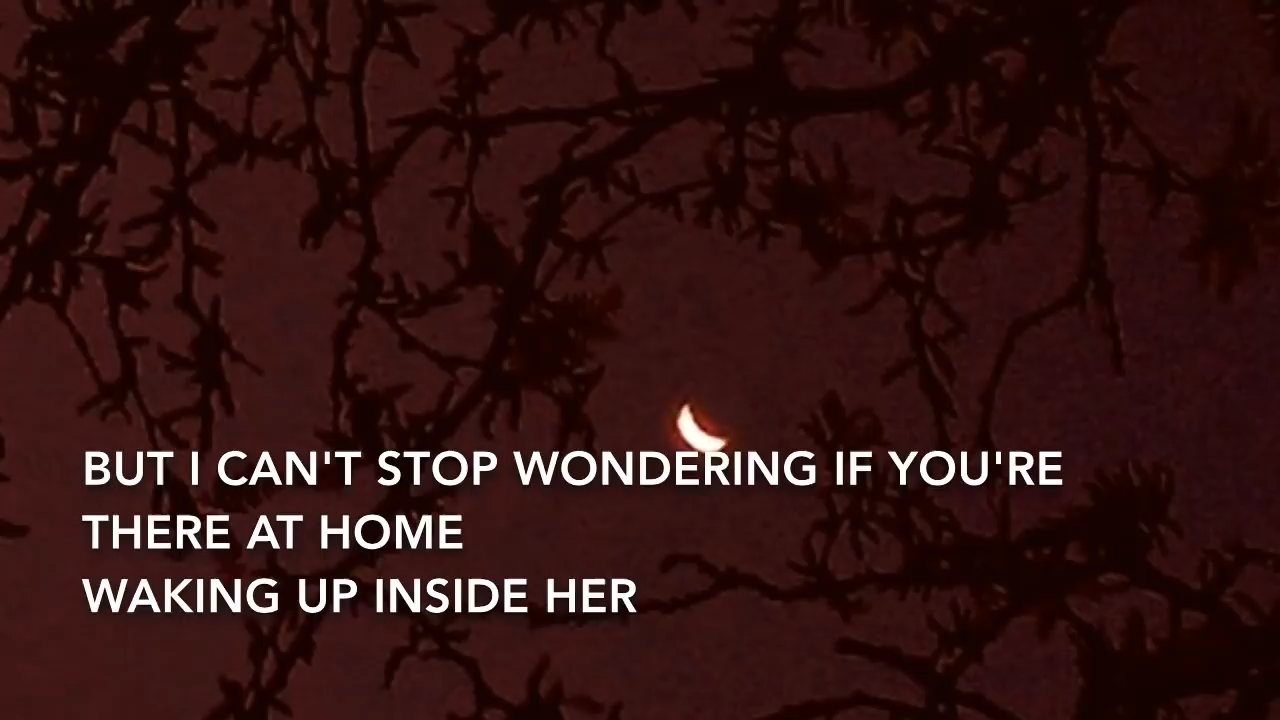 BUT I CAN'T STOP WONDERING IF YOU'RE
THERE AT HOME
WAKING UP INSIDE HER